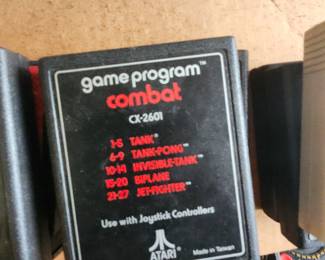 game program™
combat
CX-2601
1-5 TANK®
6-9 TANK-PONG™
10-14 INVISIBLE-TANK™
15-20 BIPLANE
21-27 JET-FIGHTER™
Use with Joystick Controllers
ATARI®
Made in Taiwan